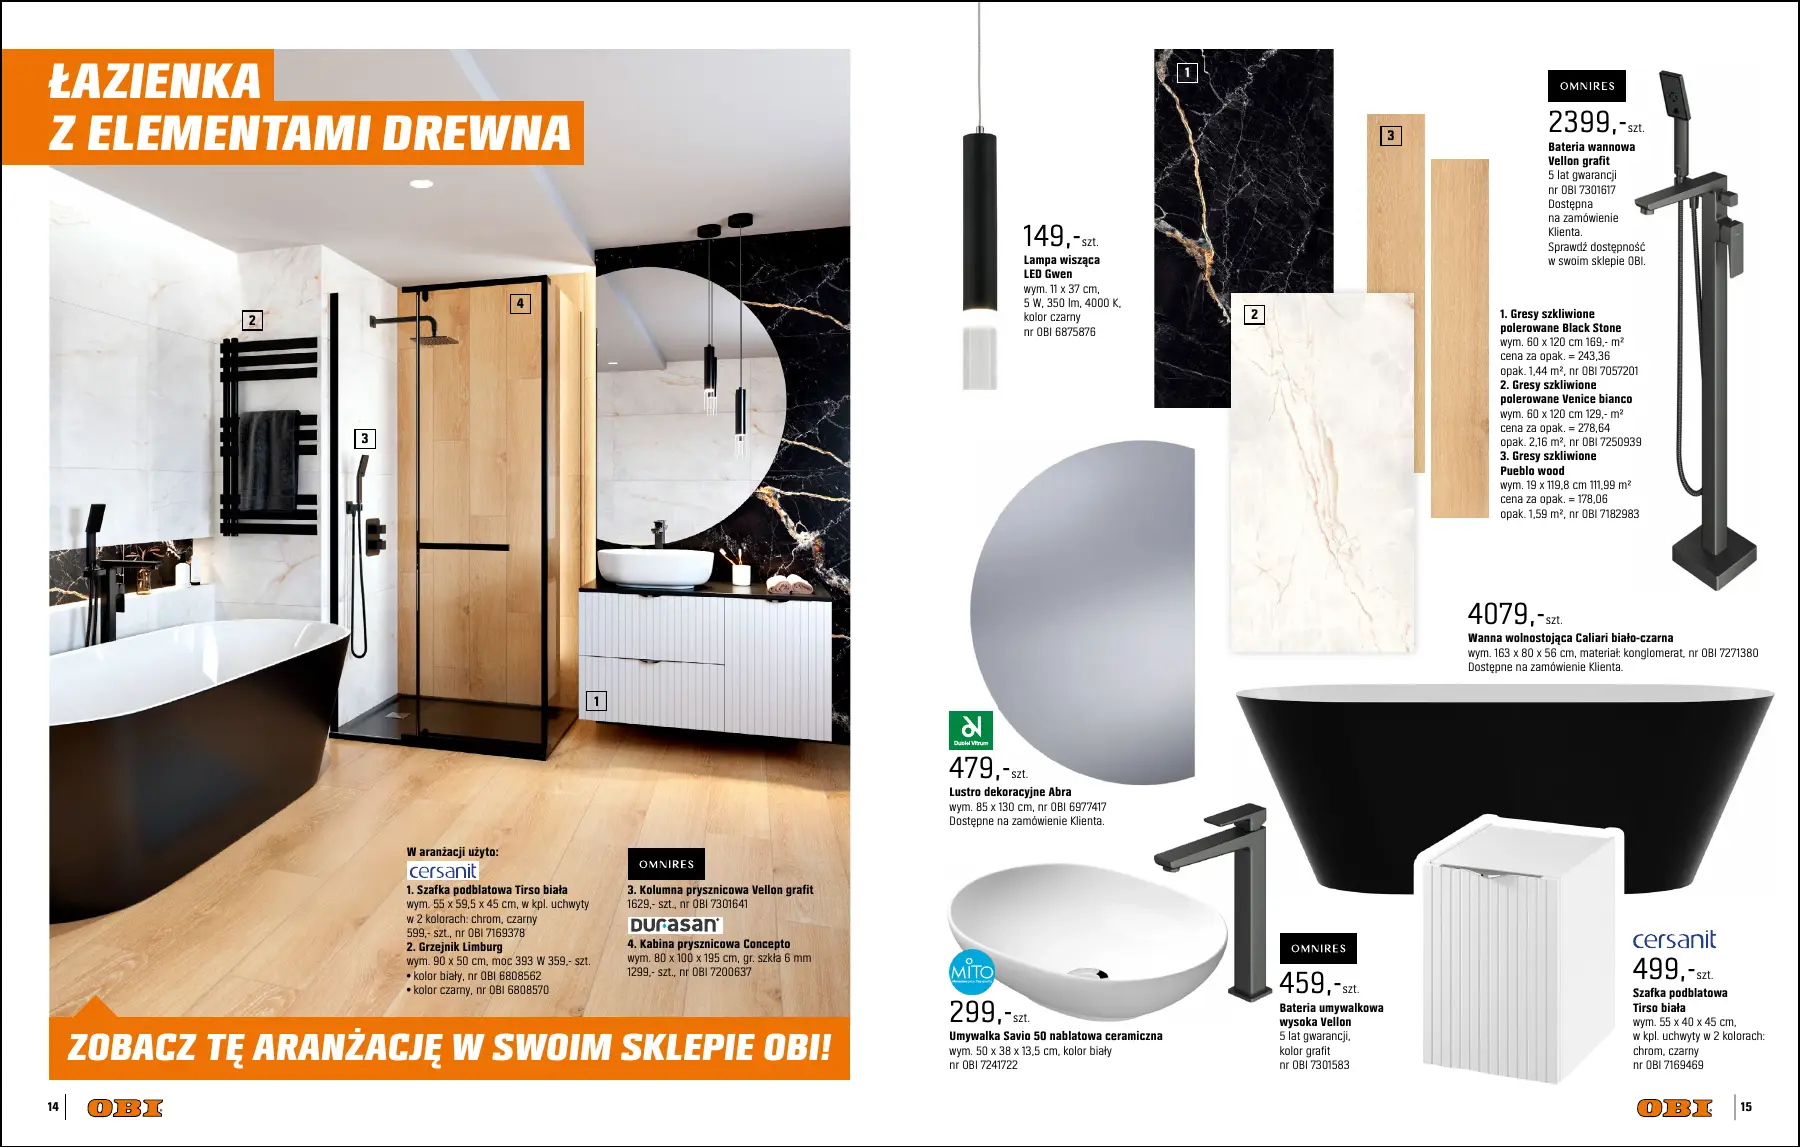 ŁAZIENKA
Z ELEMENTAMI DREWNA
2
4
3
1
W aranżacji użyto:
cersanit
1. Szafka podblatowa Tirso biała
wym. 55 x 59,5 x 45 cm, w kpl. uchwyty
w 2 kolorach: chrom, czarny
599,- szt., nr OBI 7169378
2. Grzejnik Limburg
wym. 90 x 50 cm, moc 393 W 359,- szt.
• kolor biały, nr OBI 6808562
• kolor czarny, nr OBI 6808570
OMNIRES
3. Kolumna prysznicowa Vellon grafit
1629,- szt., nr OBI 7301641
Durasan
4. Kabina prysznicowa Concepto
wym. 80 x 100 x 195 cm, gr. szkła 6 mm
1299,- szt., nr OBI 7200637
ZOBACZ TĘ ARANŻACJĘ W SWOIM SKLEPIE OBI!
14
OBI
149,-szt.
Lampa wisząca
LED Gwen
wym. 11 x 37 cm,
5 W, 350 lm, 4000 K,
kolor czarny
nr OBI 6875876
1
2
3
OMNIRES
2399,-szt.
Bateria wannowa
Vellon grafit
5 lat gwarancji
nr OBI 7301617
Dostępna
na zamówienie
Klienta.
Sprawdź dostępność
w swoim sklepie OBI.
1. Gresy szkliwione
polerowane Black Stone
wym. 60 x 120 cm 169,- m²
cena za opak. = 243,36
opak. 1,44 m², nr OBI 7057201
2. Gresy szkliwione
polerowane Venice bianco
wym. 60 x 120 cm 129,- m²
cena za opak. = 278,64
opak. 2,16 m², nr OBI 7250939
3. Gresy szkliwione
Pueblo wood
wym. 19 x 119,8 cm 111,99 m²
cena za opak. = 178,06
opak. 1,59 m², nr OBI 7182983
4079,-szt.
Wanna wolnostojąca Caliari biało-czarna
wym. 163 x 80 x 56 cm, materiał: konglomerat, nr OBI 7271380
Dostępne na zamówienie Klienta.
Dubiel Vitrum
479,-szt.
Lustro dekoracyjne Abra
wym. 85 x 130 cm, nr OBI 6977417
Dostępne na zamówienie Klienta.
MITO
299,-szt.
Umywalka Savio 50 nablatowa ceramiczna
wym. 50 x 38 x 13,5 cm, kolor biały
nr OBI 7241722
OMNIRES
459,-szt.
Bateria umywalkowa
wysoka Vellon
5 lat gwarancji,
kolor grafit
nr OBI 7301583
cersanit
499,-szt.
Szafka podblatowa
Tirso biała
wym. 55 x 40 x 45 cm,
w kpl. uchwyty w 2 kolorach:
chrom, czarny
nr OBI 7169469
OBI
15